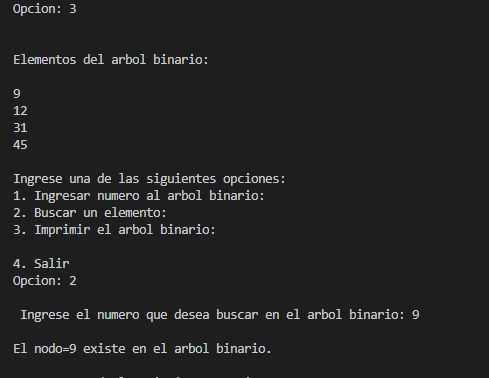 Opcion: 3
Elementos del arbol binario:
9
12
31
45
Ingrese una de las siguientes opciones:
1. Ingresar numero al arbol binario:
2. Buscar un elemento:
3. Imprimir el arbol binario:
4. Salir
Opcion: 2
Ingrese el numero que desea buscar en el arbol binario: 9
El nodo=9 existe en el arbol binario.